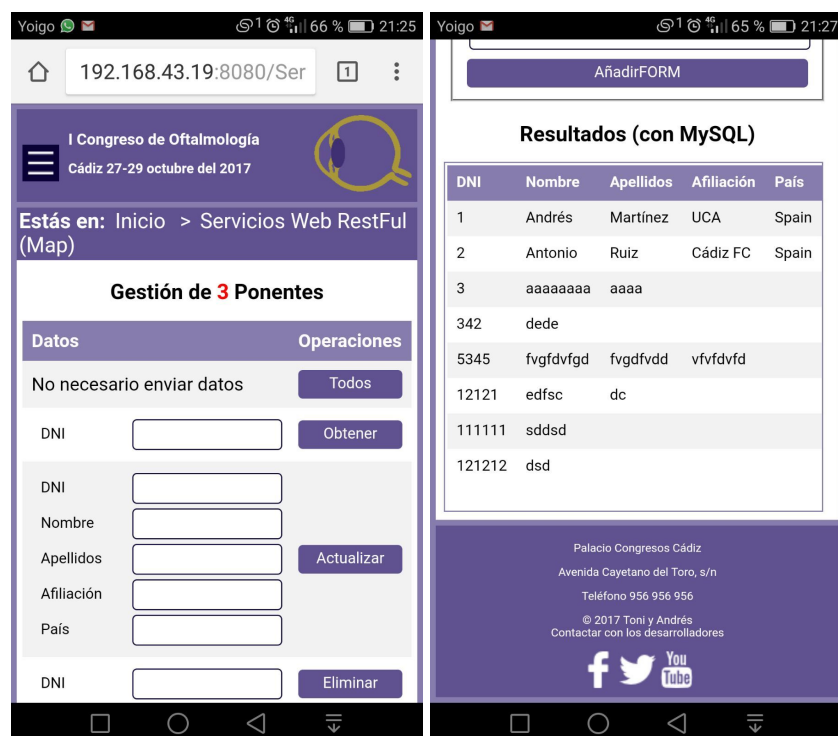 Yoigo 66 % 21:25
192.168.43.19:8080/Ser 1
I Congreso de Oftalmología
Cádiz 27-29 octubre del 2017
Estás en: Inicio > Servicios Web RestFul
(Map)
Gestión de 3 Ponentes
Datos Operaciones
No necesario enviar datos Todos
DNI Obtener
DNI
Nombre
Apellidos Actualizar
Afiliación
País
DNI Eliminar
Yoigo 1 4G 65 % 21:27
AñadirFORM
Resultados (con MySQL)
DNI Nombre Apellidos Afiliación País
1 Andrés Martínez UCA Spain
2 Antonio Ruiz Cádiz FC Spain
3 aaaaaaaa aaaa
342 dede
5345 fvgfdvfgd fvgdfvdd vfvfdvfd
12121 edfsc dc
111111 sddsd
121212 dsd
Palacio Congresos Cádiz
Avenida Cayetano del Toro, s/n
Teléfono 956 956 956
© 2017 Toni y Andrés
Contactar con los desarrolladores
f You
Tube